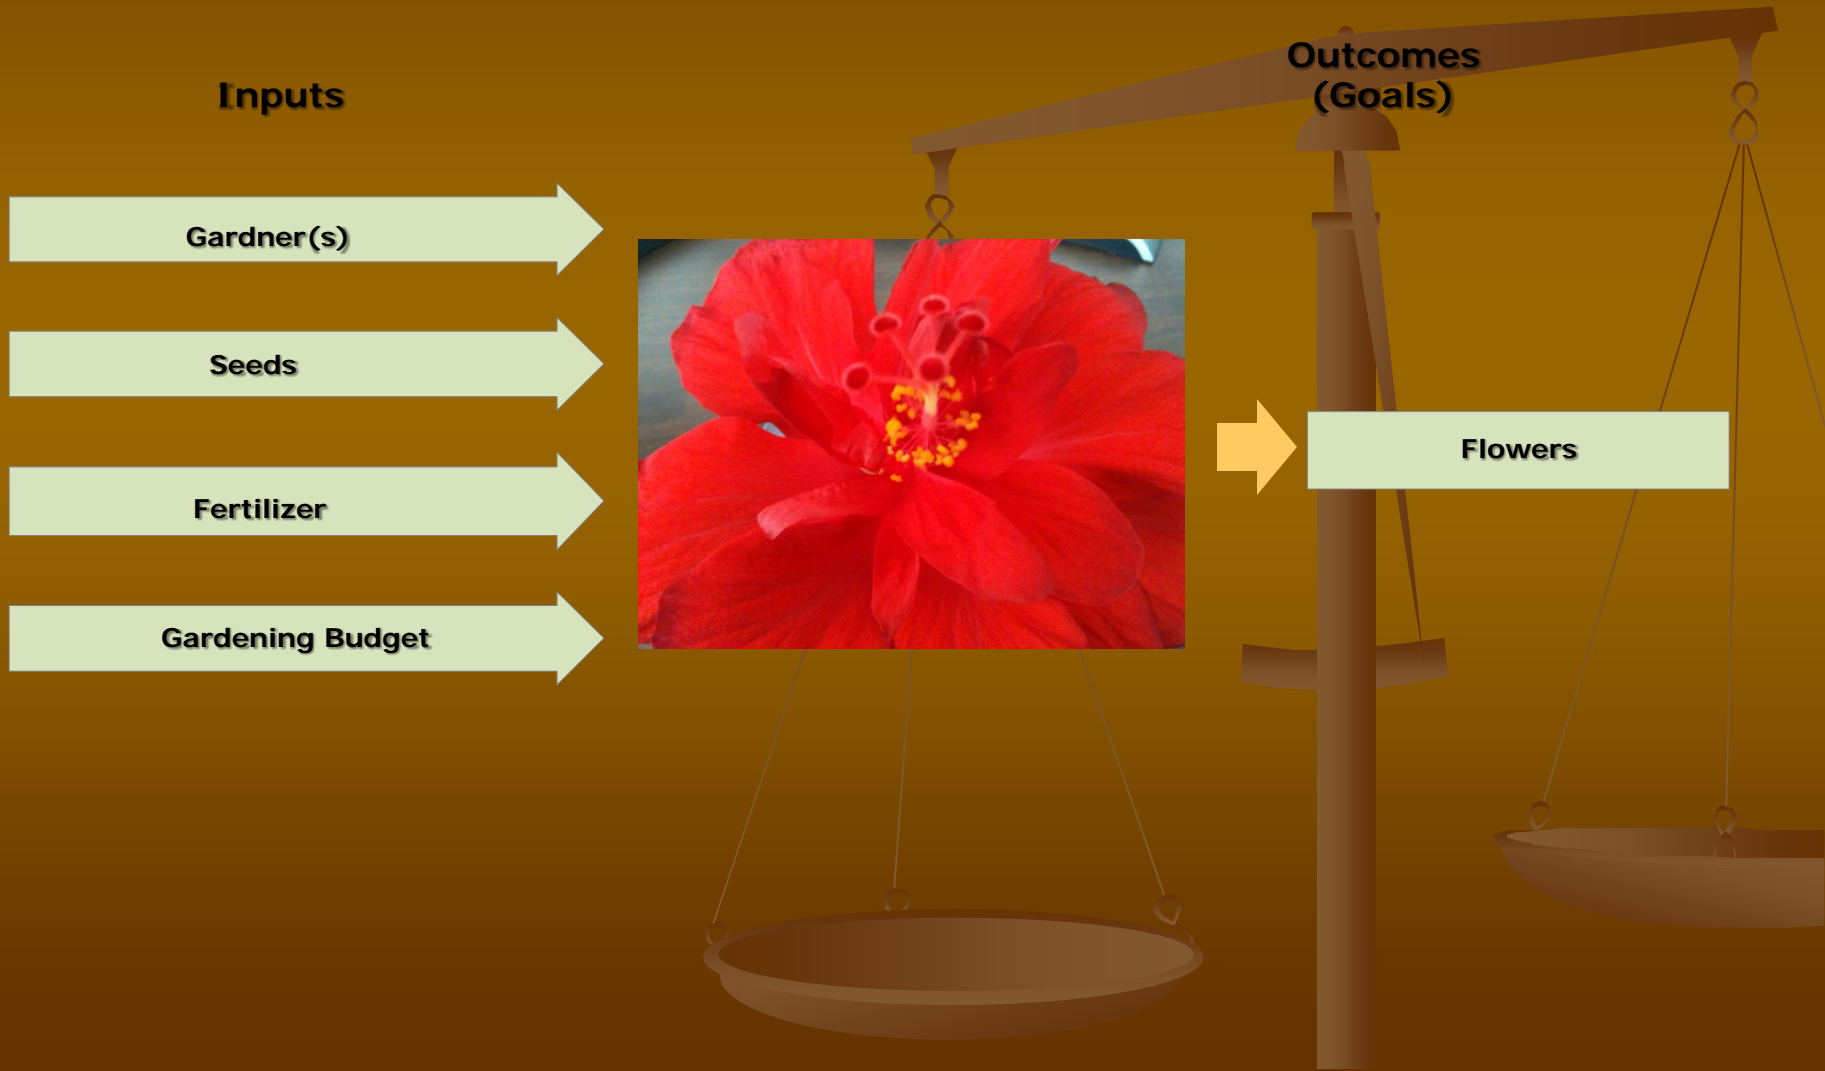 Inputs
Outcomes
(Goals)
Gardner(s)
Seeds
Fertilizer
Gardening Budget
Flowers